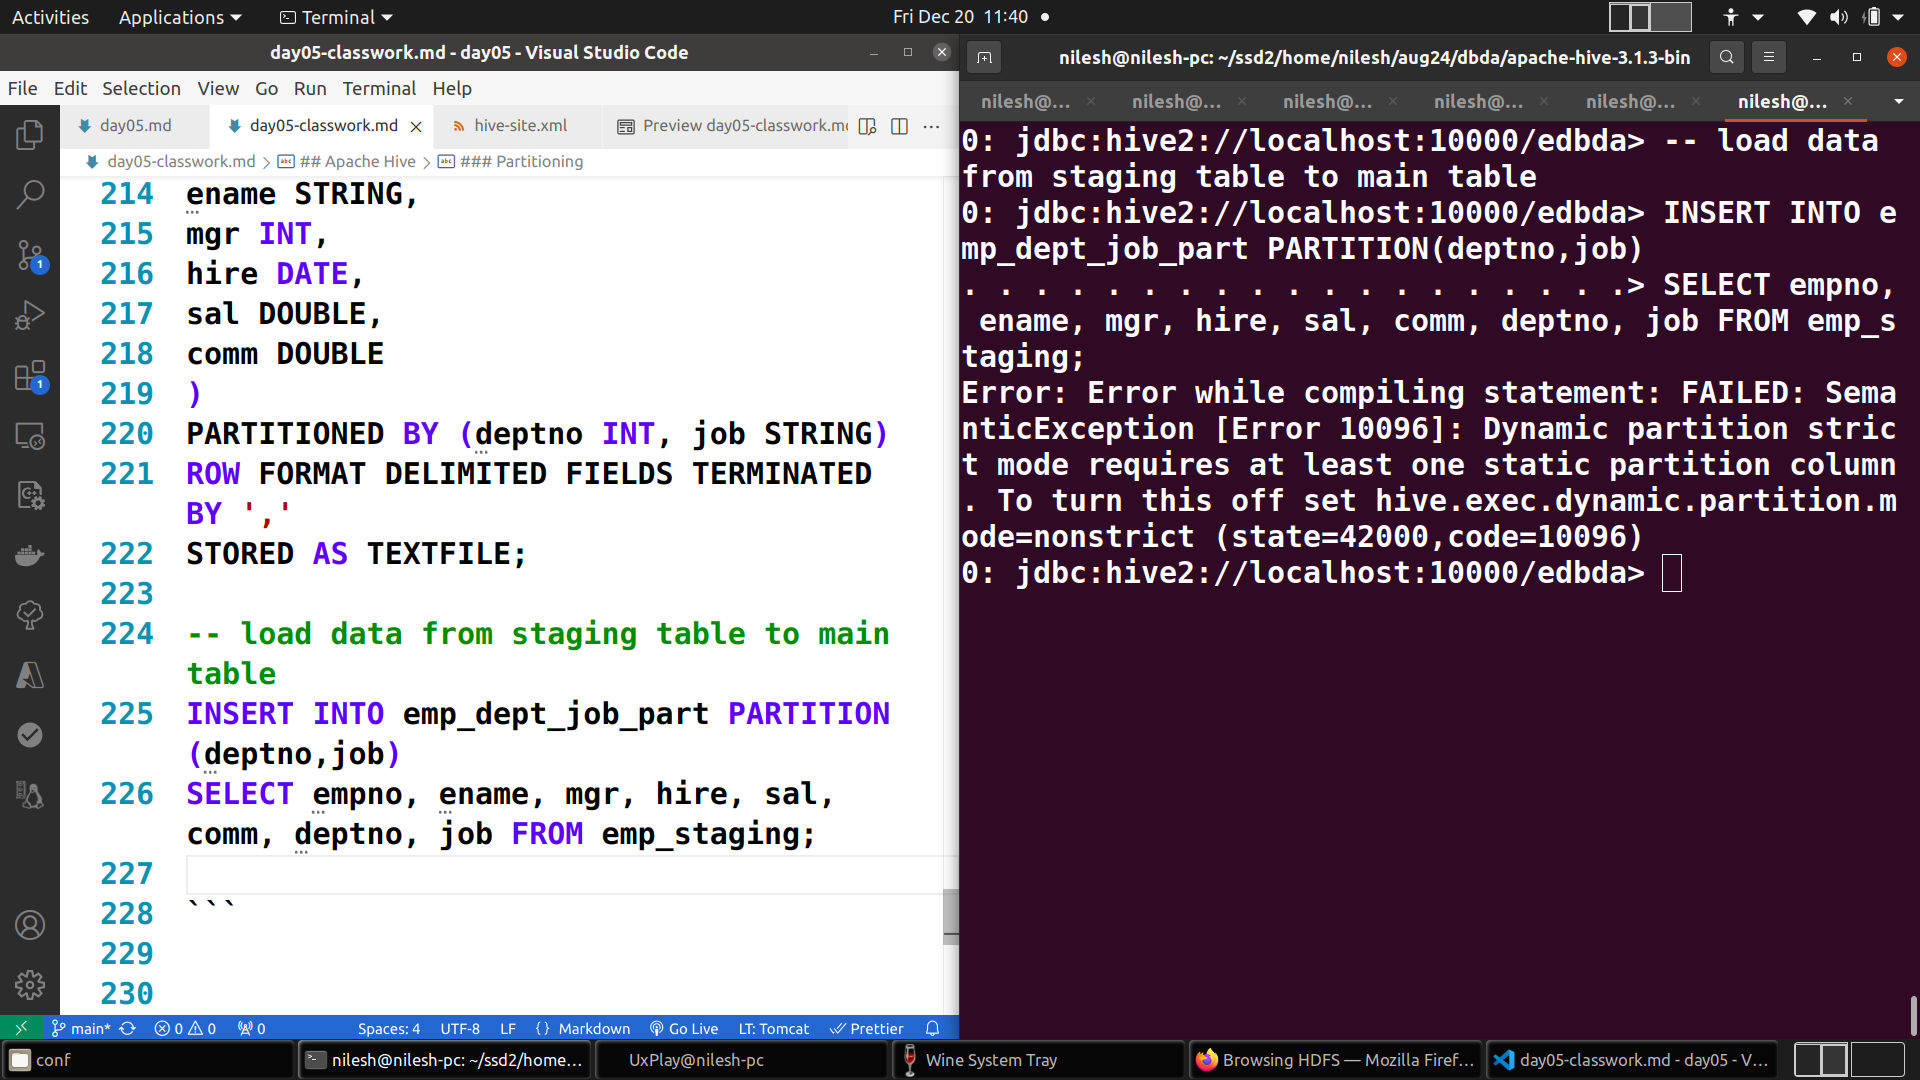 Activities
Applications
Terminal
Fri Dec 20 11:40
day05-classwork.md - day05 - Visual Studio Code
File Edit Selection View Go Run Terminal Help
day05.md
day05-classwork.md
hive-site.xml
Preview day05-classwork.m
day05-classwork.md > ## Apache Hive > ### Partitioning
214 ename STRING,
215 mgr INT,
216 hire DATE,
217 sal DOUBLE,
218 comm DOUBLE
219 )
220 PARTITIONED BY (deptno INT, job STRING)
221 ROW FORMAT DELIMITED FIELDS TERMINATED
BY ','
222 STORED AS TEXTFILE;
223
224 -- load data from staging table to main
table
225 INSERT INTO emp_dept_job_part PARTITION
(deptno,job)
226 SELECT empno, ename, mgr, hire, sal,
comm, deptno, job FROM emp_staging;
227
228 ```
229
230
1
1
main* 0 0 0 Spaces: 4 UTF-8 LF {} Markdown Go Live LT: Tomcat Prettier
nilesh@nilesh-pc: ~/ssd2/home/nilesh/aug24/dbda/apache-hive-3.1.3-bin
nilesh@... nilesh@... nilesh@... nilesh@... nilesh@... nilesh@...
0: jdbc:hive2://localhost:10000/edbda> -- load data
from staging table to main table
0: jdbc:hive2://localhost:10000/edbda> INSERT INTO e
mp_dept_job_part PARTITION(deptno,job)
. . . . . . . . . . . . . . . . . . .> SELECT empno,
 ename, mgr, hire, sal, comm, deptno, job FROM emp_s
taging;
Error: Error while compiling statement: FAILED: Sema
nticException [Error 10096]: Dynamic partition stric
t mode requires at least one static partition column
. To turn this off set hive.exec.dynamic.partition.m
ode=nonstrict (state=42000,code=10096)
0: jdbc:hive2://localhost:10000/edbda>
conf
nilesh@nilesh-pc: ~/ssd2/home...
UxPlay@nilesh-pc
Wine System Tray
Browsing HDFS — Mozilla Firef...
day05-classwork.md - day05 - V...